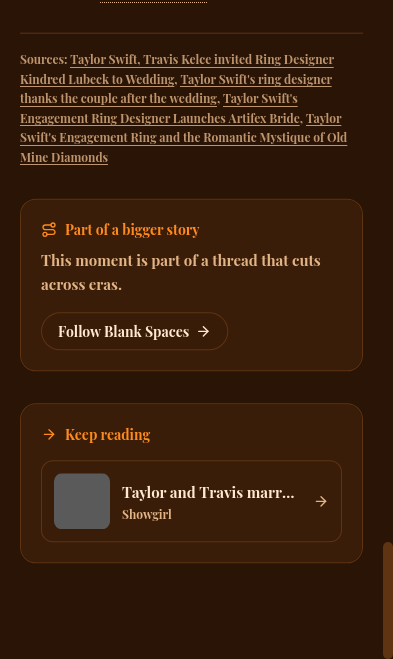 Sources: Taylor Swift, Travis Kelce invited Ring Designer
Kindred Lubeck to Wedding, Taylor Swift's ring designer
thanks the couple after the wedding, Taylor Swift's
Engagement Ring Designer Launches Artifex Bride, Taylor
Swift's Engagement Ring and the Romantic Mystique of Old
Mine Diamonds
Part of a bigger story
This moment is part of a thread that cuts
across eras.
Follow Blank Spaces →
→ Keep reading
Taylor and Travis marr...
Showgirl
→